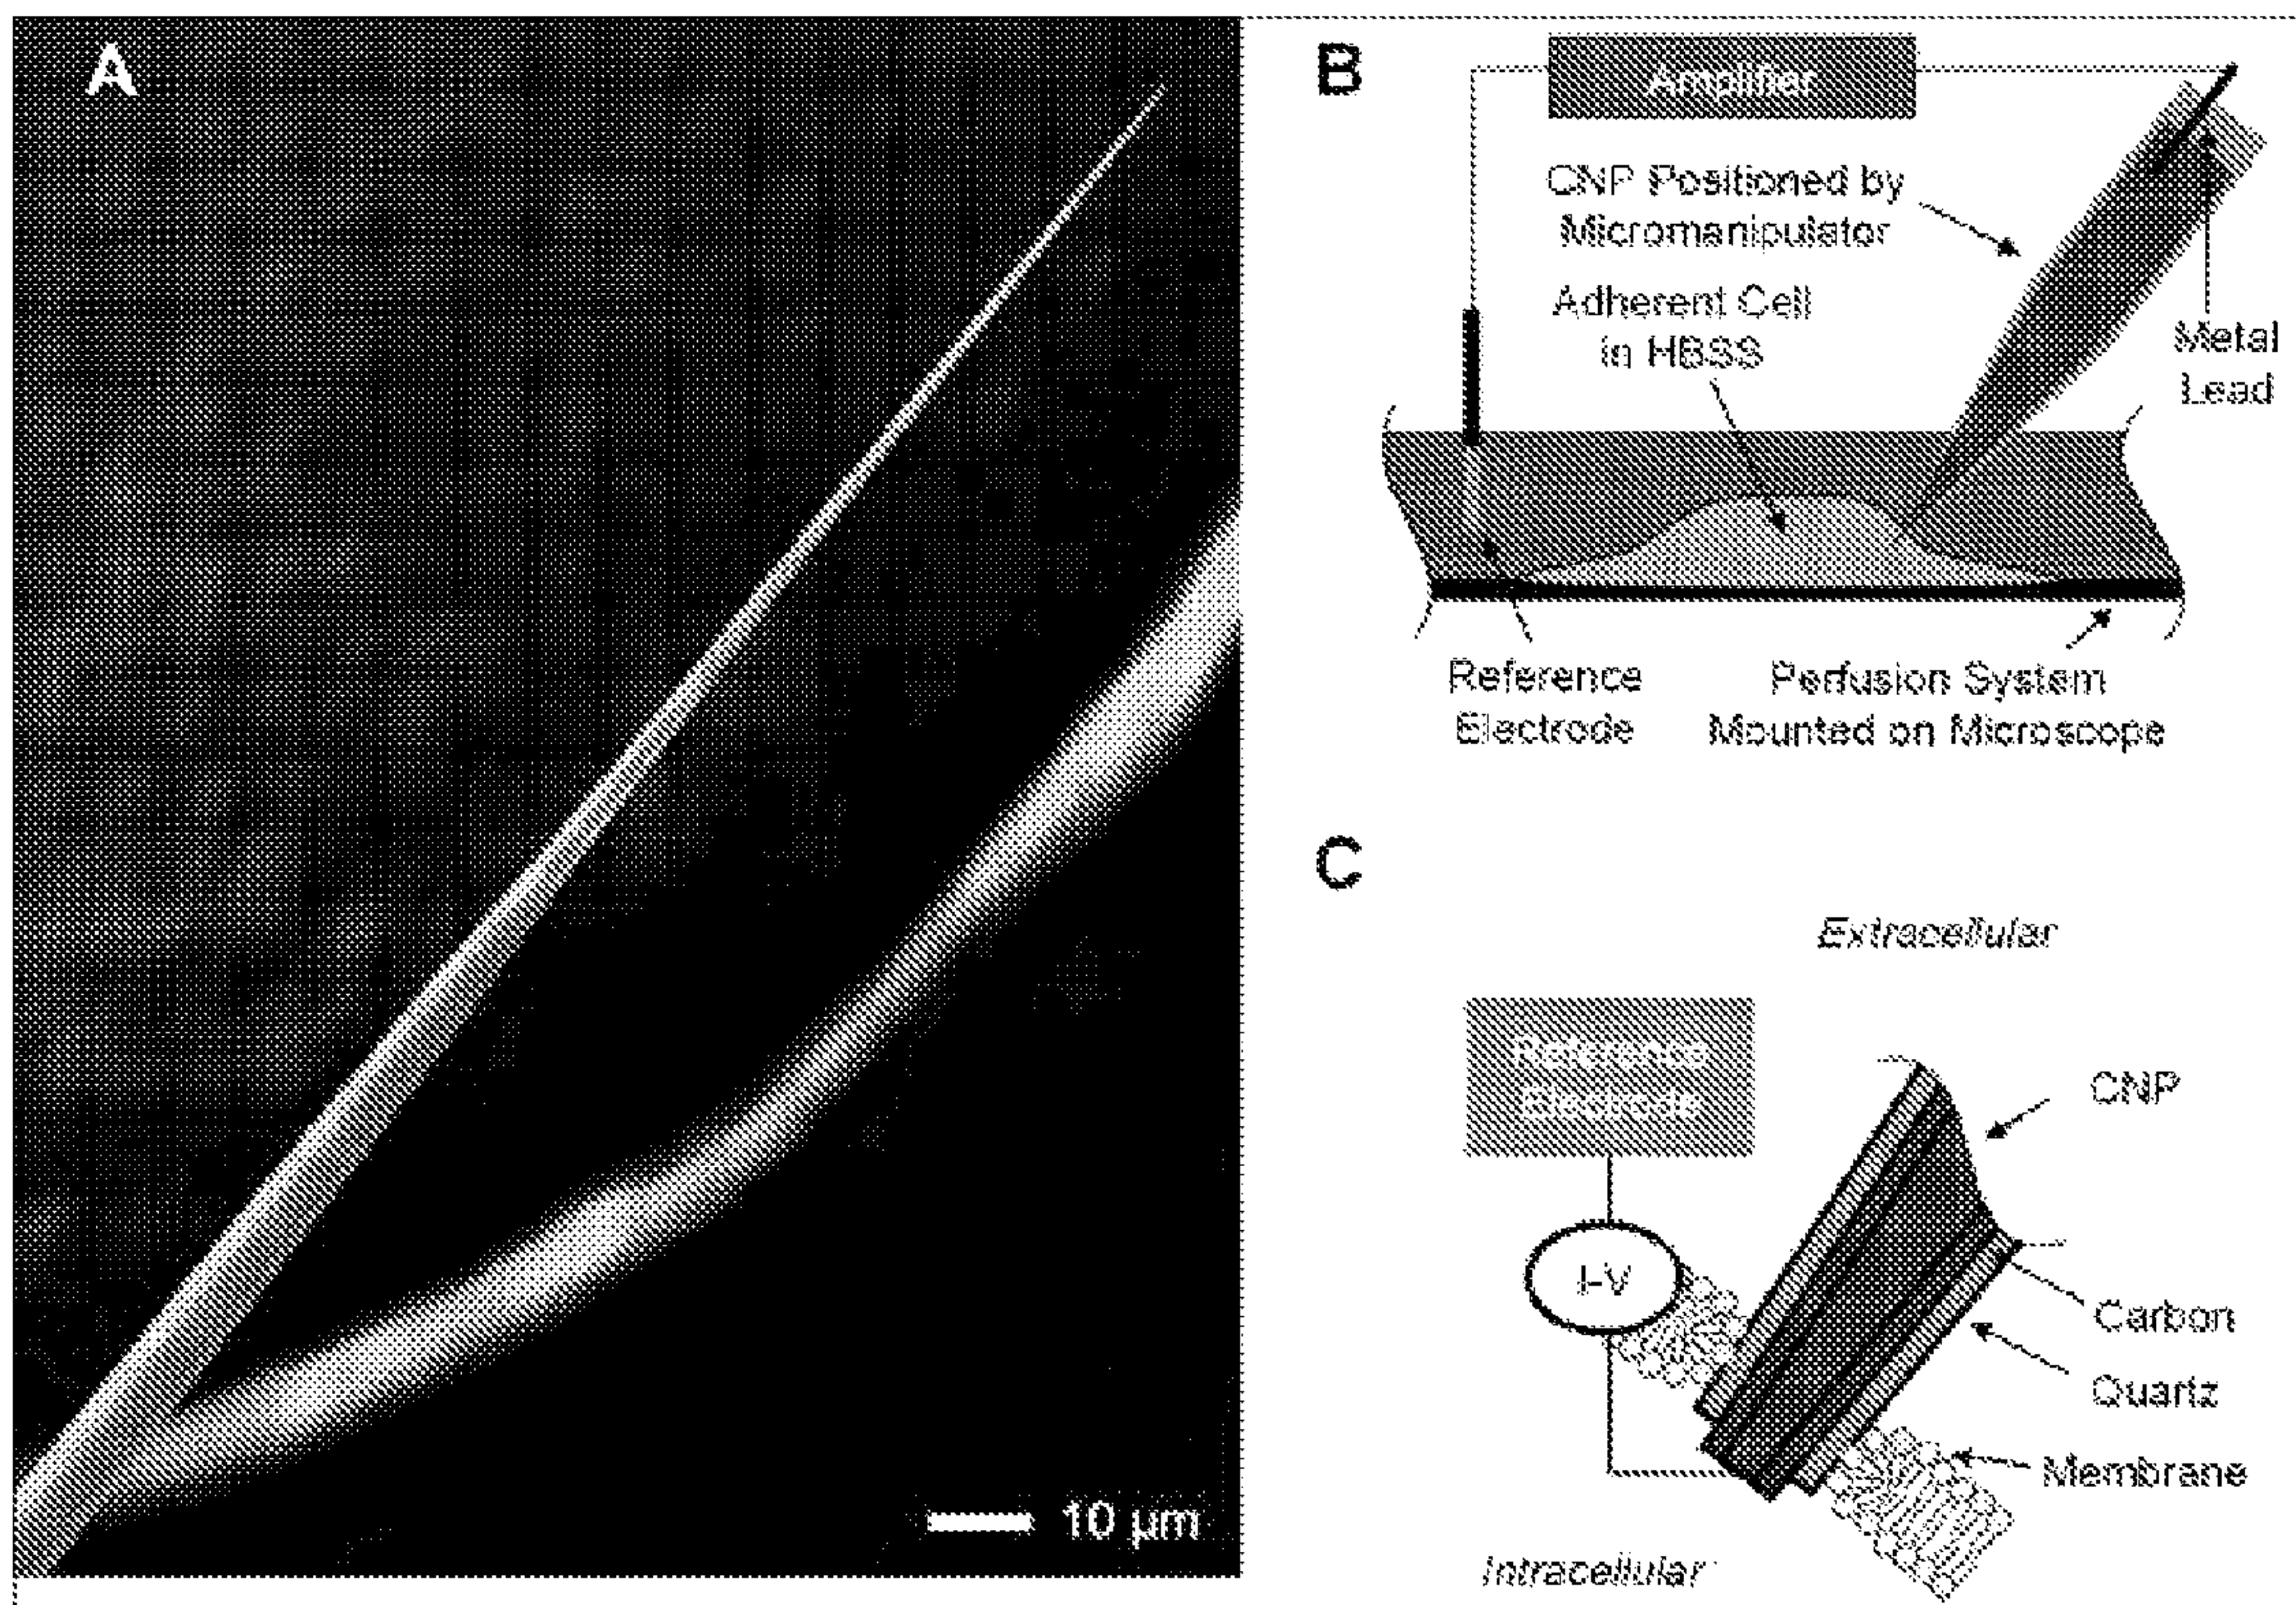 A
10 µm
B
Amplifier
CNP Positioned by
Micromanipulator
Adherent Cell
in HBSS
Metal
Lead
Reference
Electrode
Perfusion System
Mounted on Microscope
C
Extracellular
Reference
Electrode
CNP
I-V
Carbon
Quartz
Membrane
Intracellular